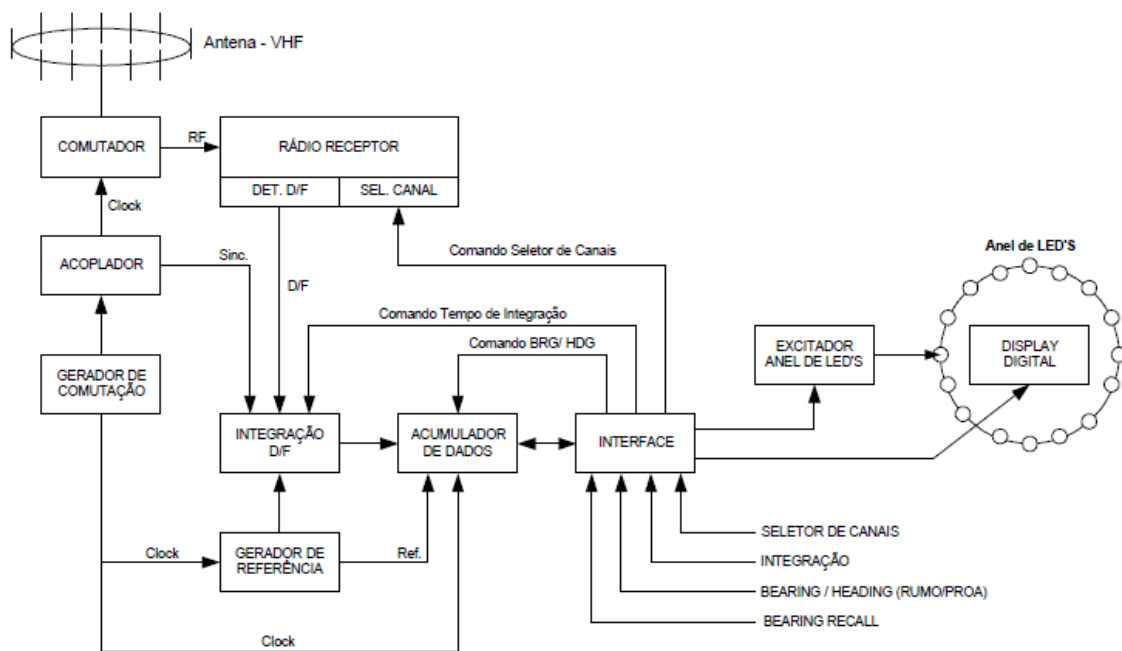 Antena - VHF
COMUTADOR
RF
RÁDIO RECEPTOR
DET. D/F
SEL. CANAL
Clock
ACOPLADOR
Sinc.
Comando Seletor de Canais
D/F
Anel de LED'S
Comando Tempo de Integração
Comando BRG/ HDG
GERADOR DE
COMUTAÇÃO
EXCITADOR
ANEL DE LED'S
DISPLAY
DIGITAL
INTEGRAÇÃO
D/F
ACUMULADOR
DE DADOS
INTERFACE
Clock
GERADOR DE
REFERÊNCIA
Ref.
SELETOR DE CANAIS
INTEGRAÇÃO
BEARING / HEADING (RUMO/PROA)
BEARING RECALL
Clock